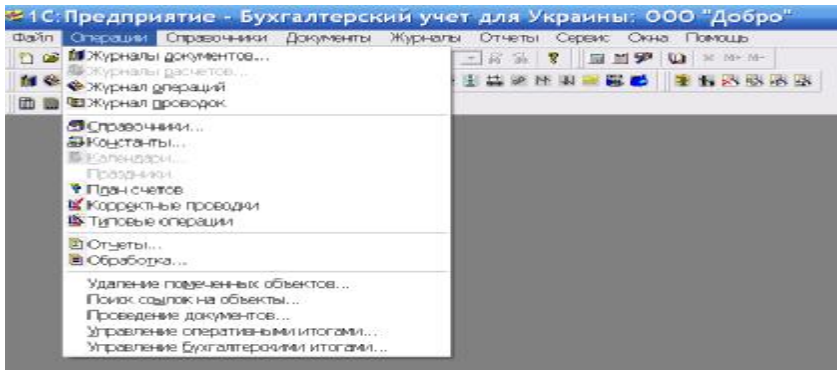 1С:Предприятие - Бухгалтерский учет для Украины: ООО "Добро"
Файл Операции Справочники Документы Журналы Отчеты Сервис Окна Помощь
Журналы документов...
Журналы расчетов...
Журнал операций
Журнал проводок
Справочники...
Константы...
Календари...
Праздники
План счетов
Корректные проводки
Типовые операции
Отчеты...
Обработка...
Удаление помеченных объектов...
Поиск ссылок на объекты...
Проведение документов...
Управление оперативными итогами...
Управление бухгалтерскими итогами...
M M+ M-